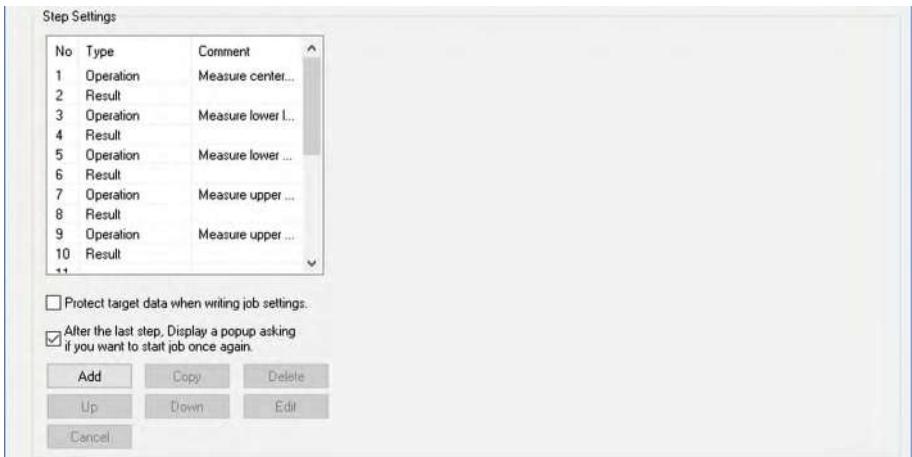 Step Settings
No Type Comment
1 Operation Measure center...
2 Result
3 Operation Measure lower l...
4 Result
5 Operation Measure lower ...
6 Result
7 Operation Measure upper ...
8 Result
9 Operation Measure upper ...
10 Result
11
Protect target data when writing job settings.
After the last step, Display a popup asking
if you want to start job once again.
Add Copy Delete
Up Down Edit
Cancel